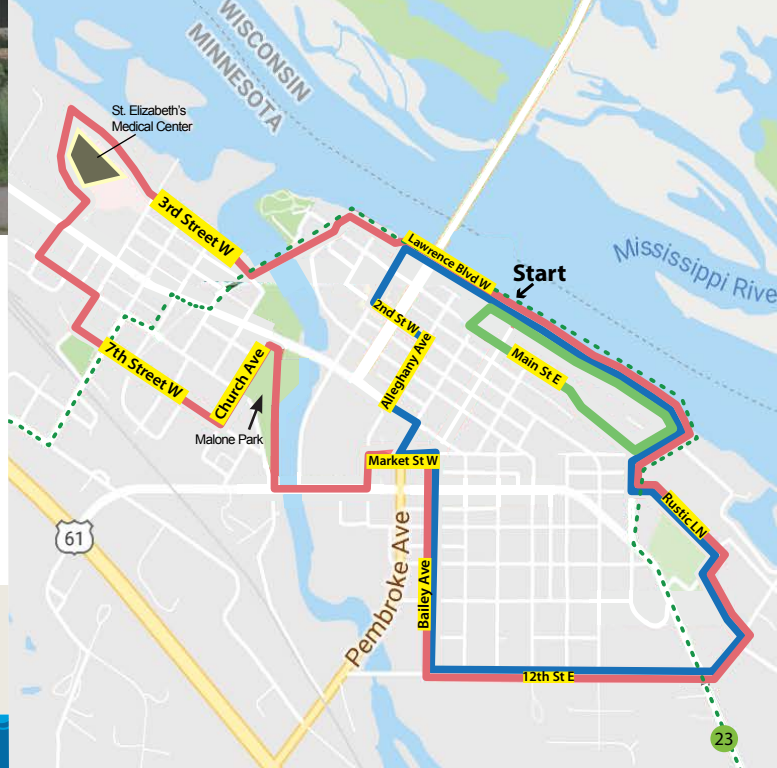 WISCONSIN
MINNESOTA
St. Elizabeth's
Medical Center
3rd Street W
Lawrence Blvd W
Mississippi Rive
Start
2nd St W
Main St E
Alleghany Ave
7th Street W
Church Ave
Malone Park
Market St W
Rustic LN
61
Pembroke Ave
Bailey Ave
12th St E
23